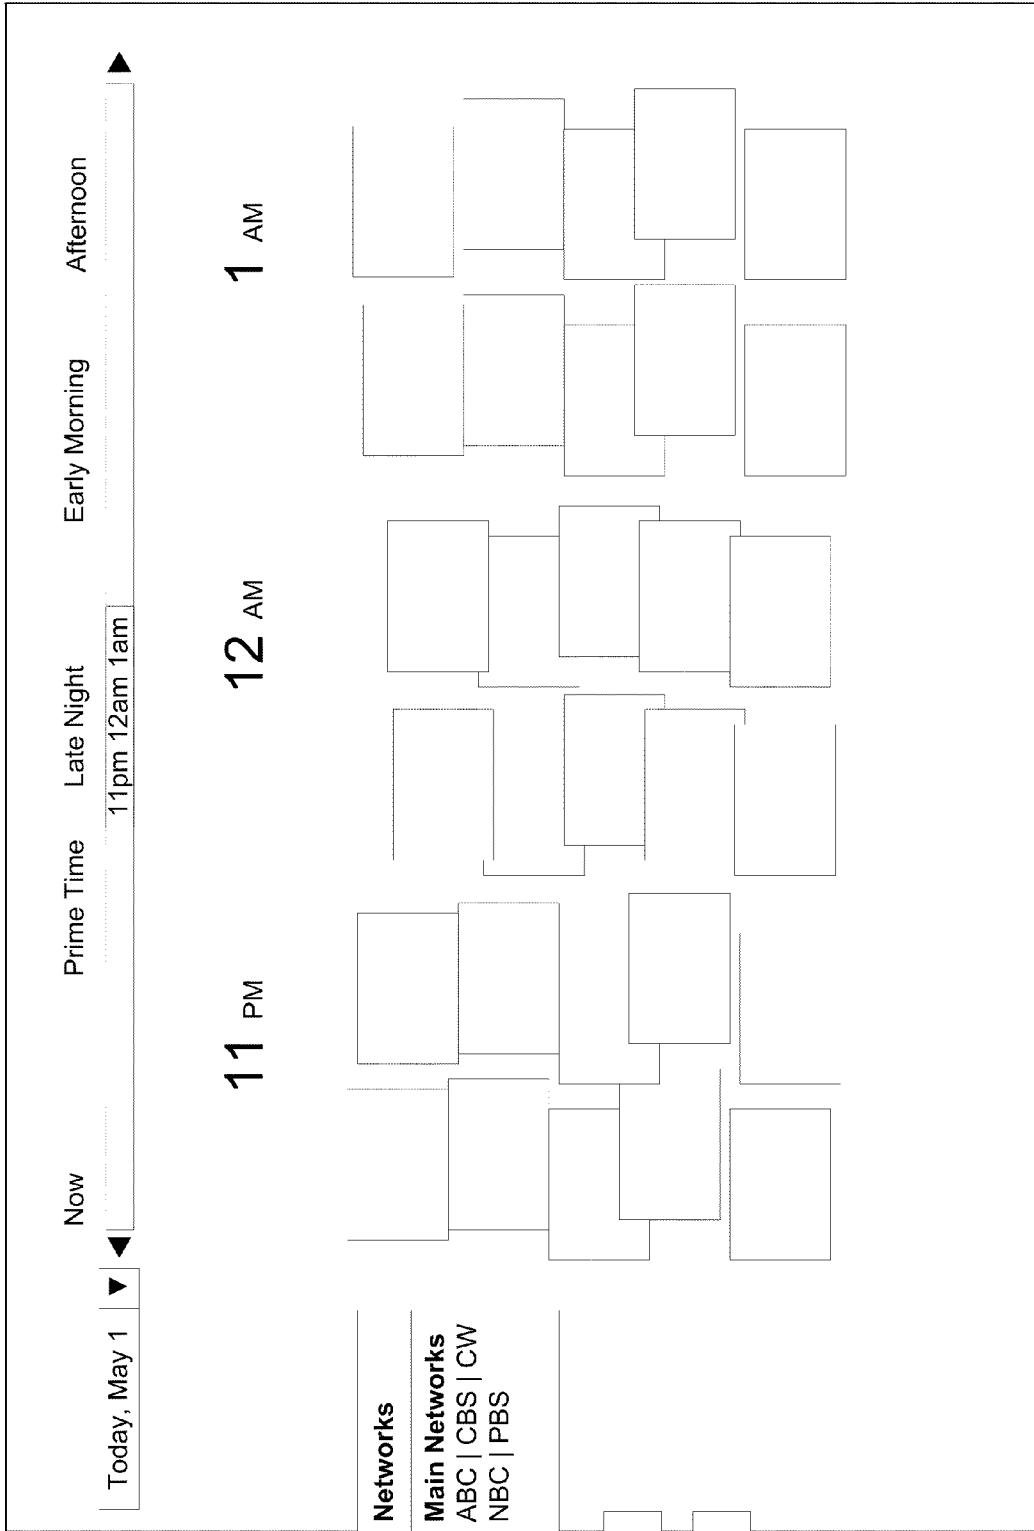 Now Prime Time Late Night Early Morning Afternoon
Today, May 1 ▼ ◀ 11pm 12am 1am ▶
11 PM 12 AM 1 AM
Networks
Main Networks
ABC | CBS | CW
NBC | PBS